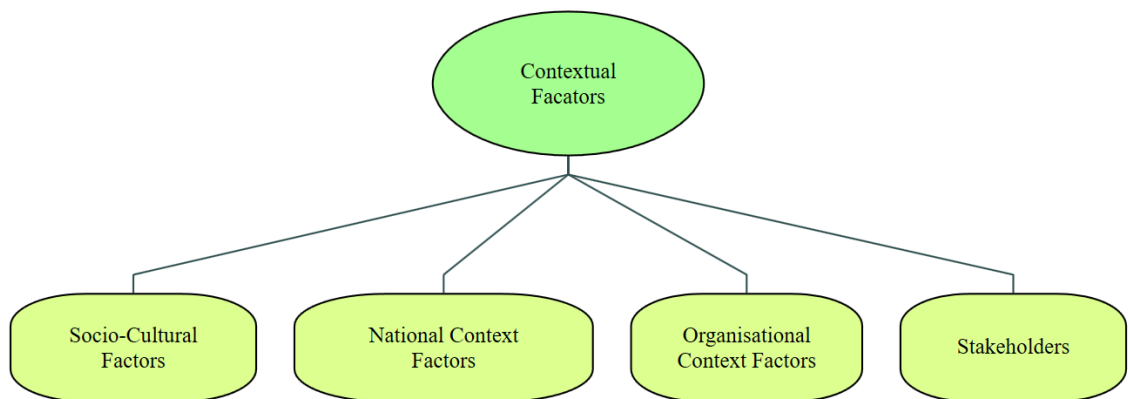 Contextual
Facators
Socio-Cultural
Factors
National Context
Factors
Organisational
Context Factors
Stakeholders